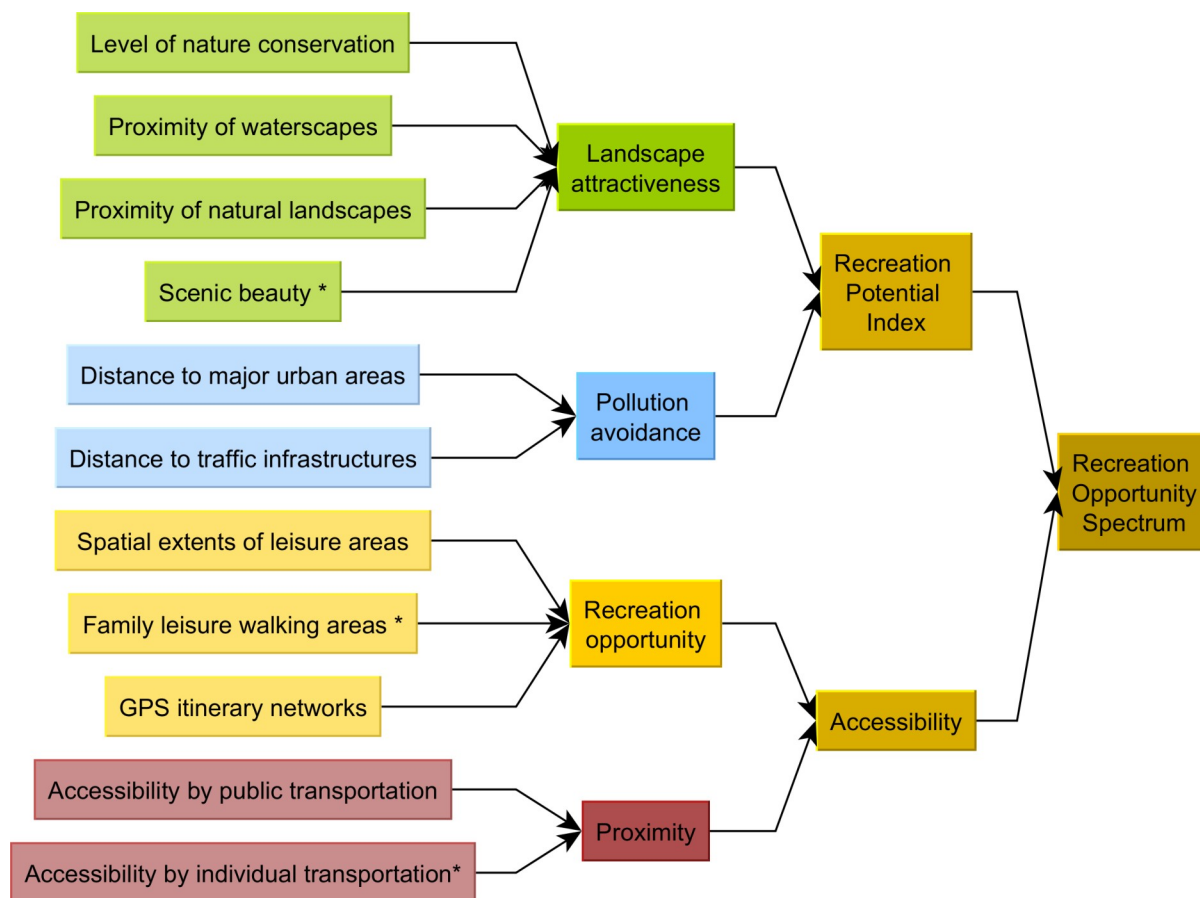 Level of nature conservation
Proximity of waterscapes
Proximity of natural landscapes
Scenic beauty *
Landscape
attractiveness
Distance to major urban areas
Distance to traffic infrastructures
Pollution
avoidance
Recreation
Potential
Index
Spatial extents of leisure areas
Family leisure walking areas *
GPS itinerary networks
Recreation
opportunity
Accessibility by public transportation
Accessibility by individual transportation*
Proximity
Accessibility
Recreation
Opportunity
Spectrum